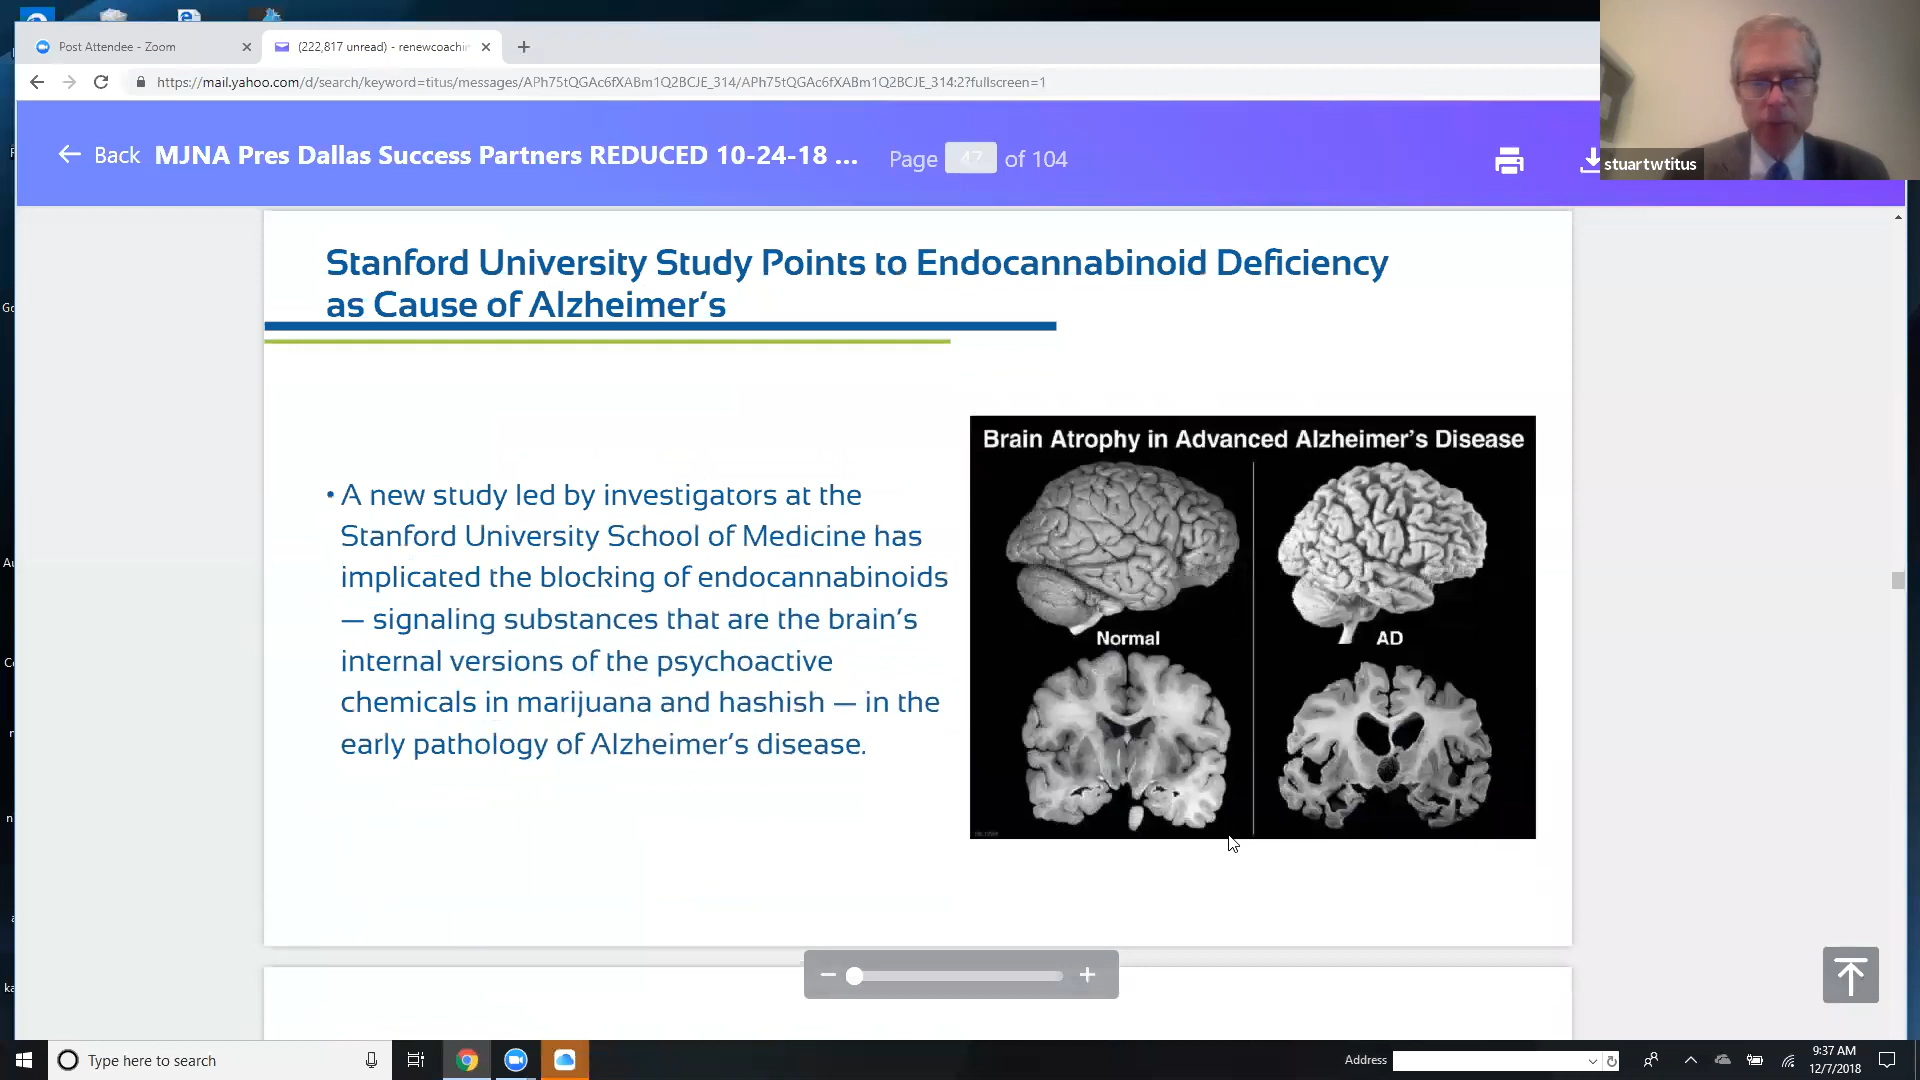 Post Attendee - Zoom
(222,817 unread) - renewcoachin
https://mail.yahoo.com/d/search/keyword=titus/messages/APh75tQGAc6fXABm1Q2BCJE_314/APh75tQGAc6fXABm1Q2BCJE_314:2?fullscreen=1
Back MJNA Pres Dallas Success Partners REDUCED 10-24-18 ... Page 47 of 104
stuartwtitus
Stanford University Study Points to Endocannabinoid Deficiency
as Cause of Alzheimer's
• A new study led by investigators at the
Stanford University School of Medicine has
implicated the blocking of endocannabinoids
— signaling substances that are the brain's
internal versions of the psychoactive
chemicals in marijuana and hashish — in the
early pathology of Alzheimer's disease.
Brain Atrophy in Advanced Alzheimer's Disease
Normal
AD
Type here to search
Address
9:37 AM
12/7/2018